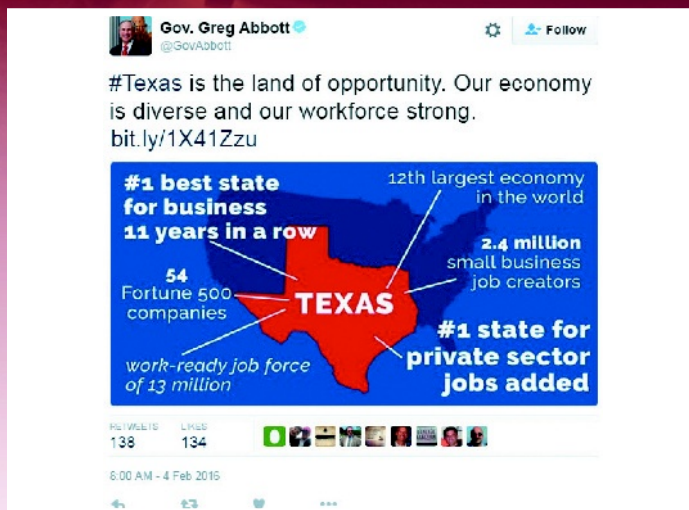 Gov. Greg Abbott
@GovAbbott
Follow
#Texas is the land of opportunity. Our economy
is diverse and our workforce strong.
bit.ly/1X41Zzu
#1 best state
for business
11 years in a row
12th largest economy
in the world
2.4 million
small business
job creators
54
Fortune 500
companies
TEXAS
work-ready job force
of 13 million
#1 state for
private sector
jobs added
RETWEETS LIKES
138 134
8:00 AM - 4 Feb 2016